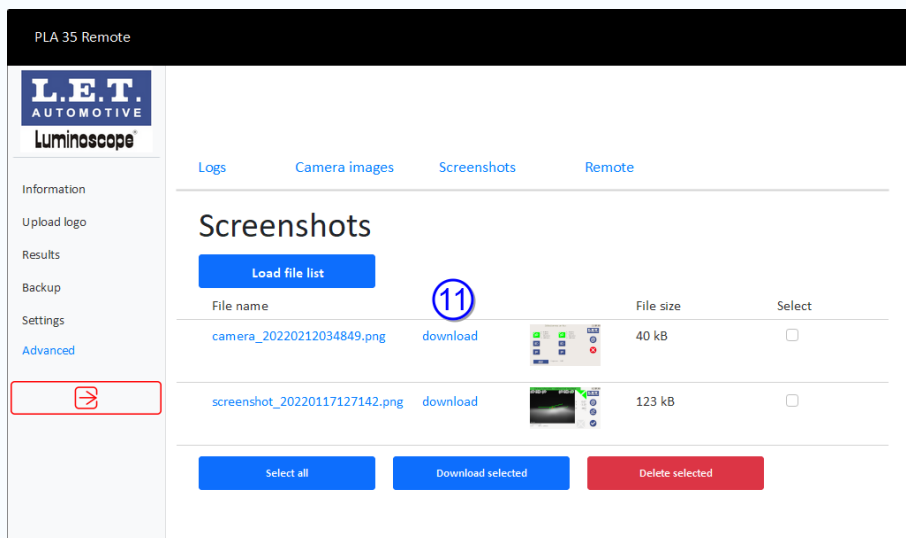 PLA 35 Remote
L.E.T.
AUTOMOTIVE
Luminoscope®
Logs Camera images Screenshots Remote
Information
Upload logo
Results
Backup
Settings
Advanced
Screenshots
Load file list
11
File name File size Select
camera_20220212034849.png download 40 kB
screenshot_20220117127142.png download 123 kB
Select all Download selected Delete selected